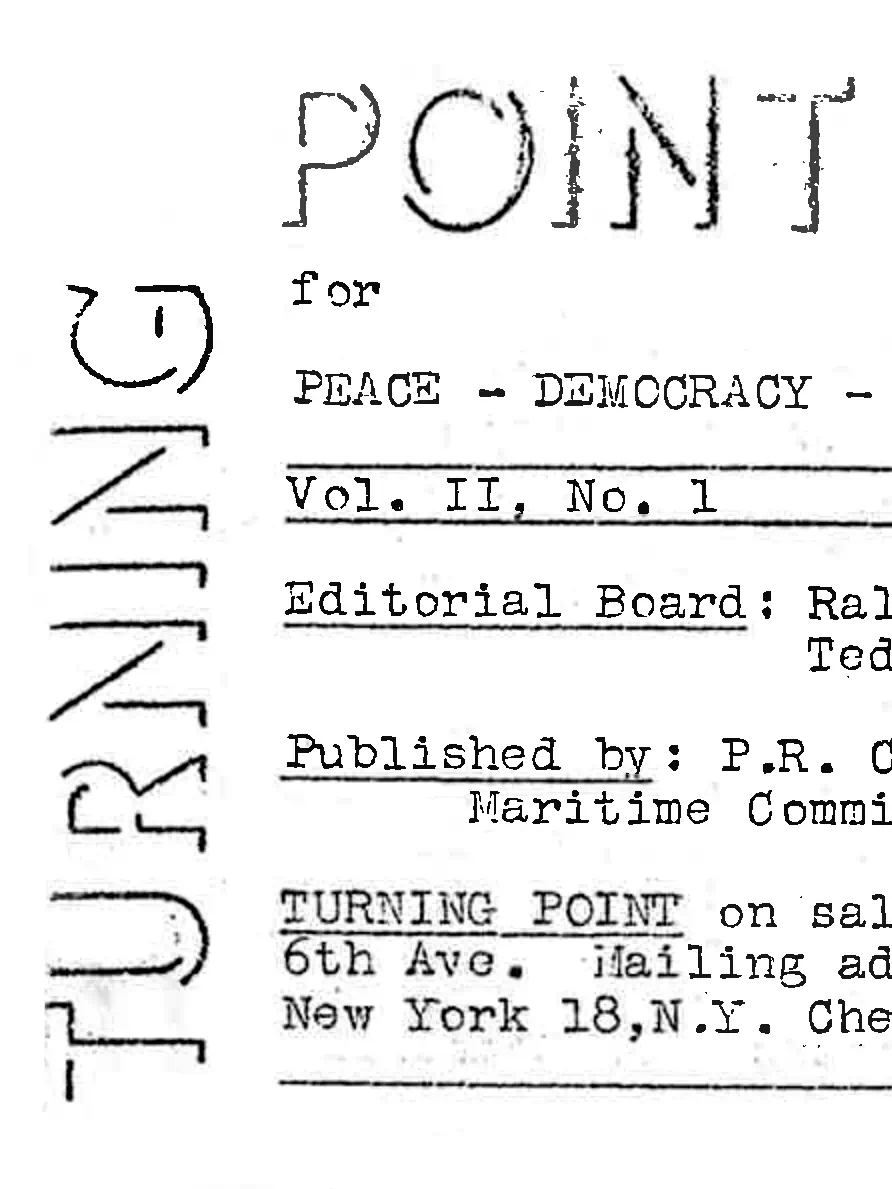 TURNING
POINT
for
PEACE - DEMOCRACY -
Vol. II, No. 1
Editorial Board: Ral
Ted
Published by: P.R. C
Maritime Commi
TURNING POINT on sal
6th Ave. Mailing ad
New York 18,N.Y. Che